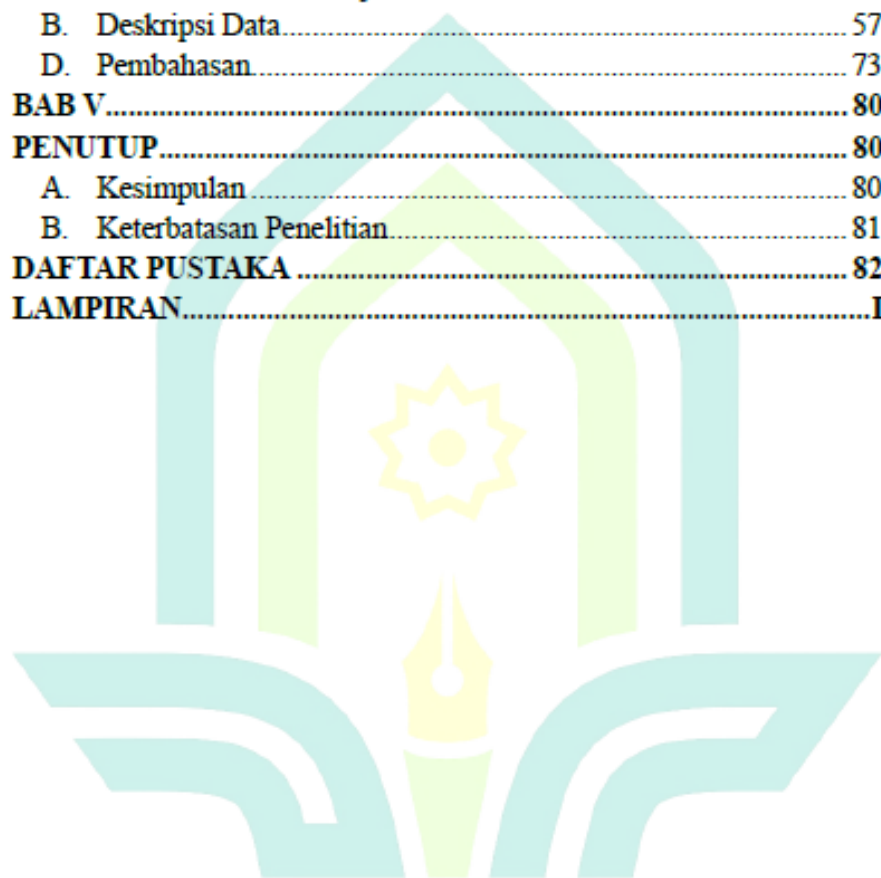 B. Deskripsi Data 57
D. Pembahasan 73
BAB V 80
PENUTUP 80
A. Kesimpulan 80
B. Keterbatasan Penelitian 81
DAFTAR PUSTAKA 82
LAMPIRAN I